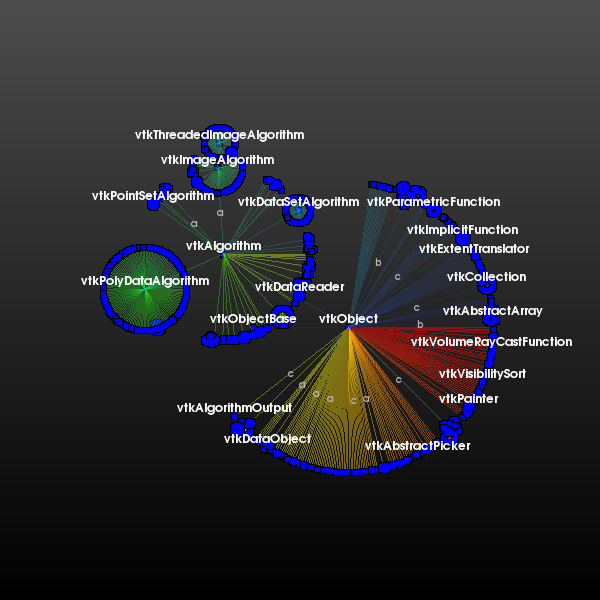 vtkThreadedImageAlgorithm
vtkImageAlgorithm
vtkPointSetAlgorithm
vtkDataSetAlgorithm
vtkParametricFunction
a
a
vtkImplicitFunction
vtkAlgorithm
vtkExtentTranslator
b
c
vtkCollection
vtkPolyDataAlgorithm
vtkDataReader
c
vtkAbstractArray
vtkObjectBase
vtkObject
b
vtkVolumeRayCastFunction
c
vtkVisibilitySort
c
a
a
a
c
a
vtkPainter
vtkAlgorithmOutput
vtkDataObject
vtkAbstractPicker